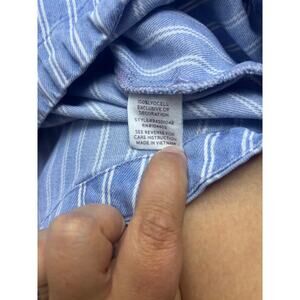 100% LYOCELL
EXCLUSIVE OF
DECORATION
SEE REVERSE FOR
CARE INSTRUCTION
MADE IN VIETNAM